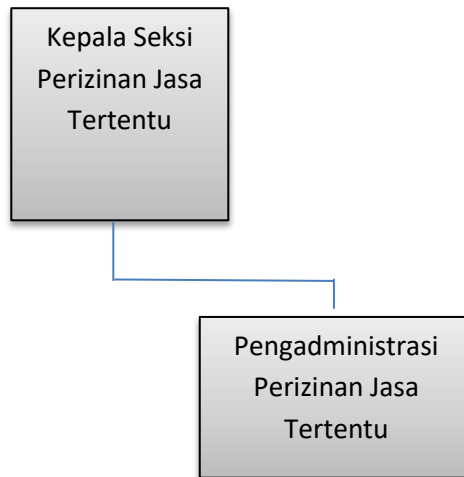 Kepala Seksi
Perizinan Jasa
Tertentu
Pengadministrasi
Perizinan Jasa
Tertentu